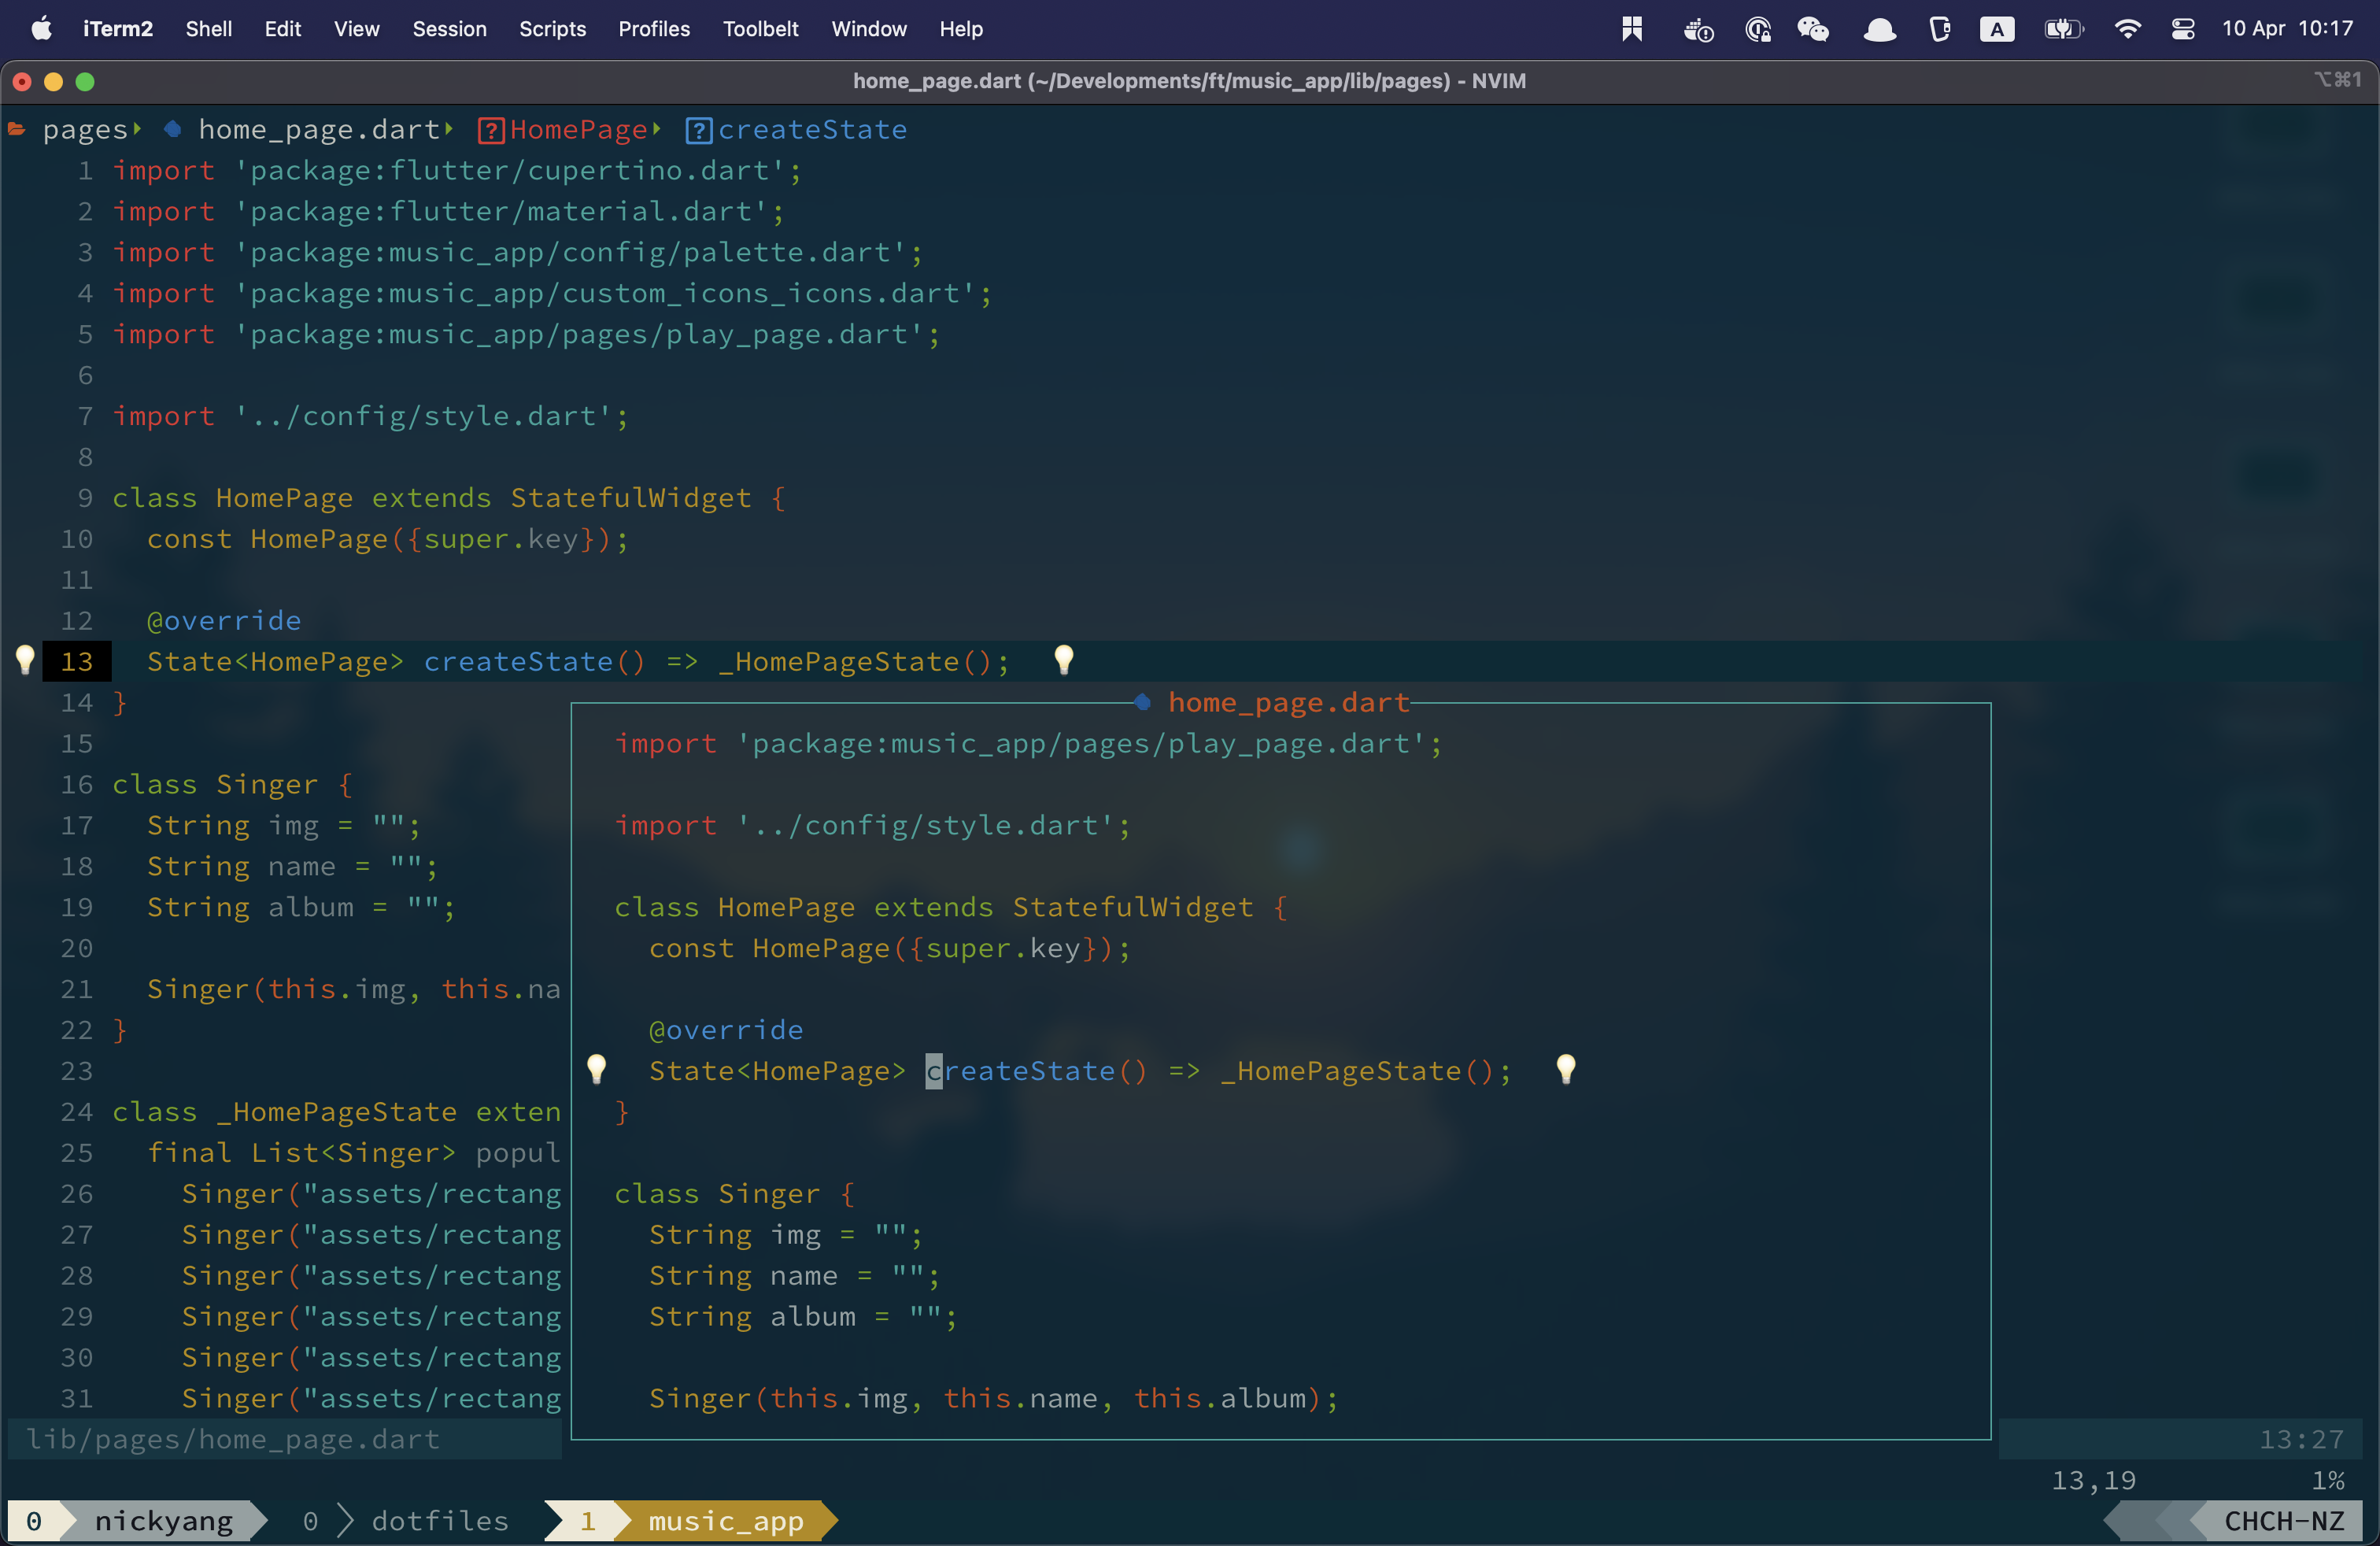 iTerm2 Shell Edit View Session Scripts Profiles Toolbelt Window Help A 10 Apr 10:17
home_page.dart (~/Developments/ft/music_app/lib/pages) - NVIM ⌥⌘1
pages home_page.dart HomePage createState
1 import 'package:flutter/cupertino.dart';
2 import 'package:flutter/material.dart';
3 import 'package:music_app/config/palette.dart';
4 import 'package:music_app/custom_icons_icons.dart';
5 import 'package:music_app/pages/play_page.dart';
6
7 import '../config/style.dart';
8
9 class HomePage extends StatefulWidget {
10 const HomePage({super.key});
11
12 @override
13 State<HomePage> createState() => _HomePageState();
14 }
15
16 class Singer {
17 String img = "";
18 String name = "";
19 String album = "";
20
21 Singer(this.img, this.na
22 }
23
24 class _HomePageState exten
25 final List<Singer> popul
26 Singer("assets/rectang
27 Singer("assets/rectang
28 Singer("assets/rectang
29 Singer("assets/rectang
30 Singer("assets/rectang
31 Singer("assets/rectang
home_page.dart
import 'package:music_app/pages/play_page.dart';
import '../config/style.dart';
class HomePage extends StatefulWidget {
const HomePage({super.key});
@override
State<HomePage> createState() => _HomePageState();
}
class Singer {
String img = "";
String name = "";
String album = "";
Singer(this.img, this.name, this.album);
lib/pages/home_page.dart 13:27
13,19 1%
0 nickyang 0 dotfiles 1 music_app CHCH-NZ